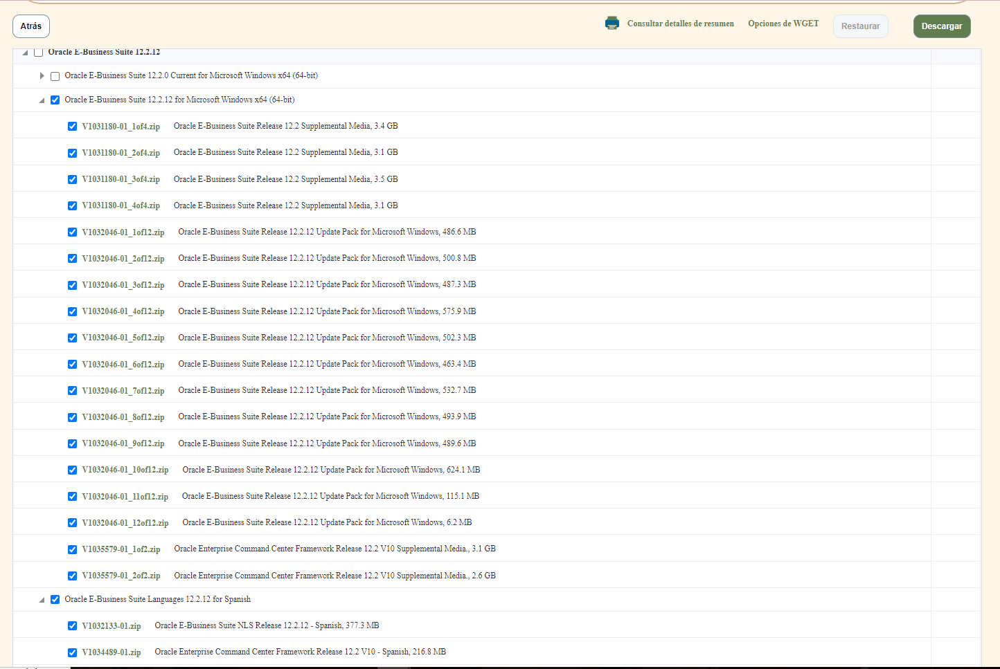 Atrás
Consultar detalles de resumen
Opciones de WGET
Restaurar
Descargar
Oracle E-Business Suite 12.2.12
Oracle E-Business Suite 12.2.0 Current for Microsoft Windows x64 (64-bit)
Oracle E-Business Suite 12.2.12 for Microsoft Windows x64 (64-bit)
V1031180-01_1of4.zip Oracle E-Business Suite Release 12.2 Supplemental Media, 3.4 GB
V1031180-01_2of4.zip Oracle E-Business Suite Release 12.2 Supplemental Media, 3.1 GB
V1031180-01_3of4.zip Oracle E-Business Suite Release 12.2 Supplemental Media, 3.5 GB
V1031180-01_4of4.zip Oracle E-Business Suite Release 12.2 Supplemental Media, 3.1 GB
V1032046-01_1of12.zip Oracle E-Business Suite Release 12.2.12 Update Pack for Microsoft Windows, 486.6 MB
V1032046-01_2of12.zip Oracle E-Business Suite Release 12.2.12 Update Pack for Microsoft Windows, 500.8 MB
V1032046-01_3of12.zip Oracle E-Business Suite Release 12.2.12 Update Pack for Microsoft Windows, 487.3 MB
V1032046-01_4of12.zip Oracle E-Business Suite Release 12.2.12 Update Pack for Microsoft Windows, 575.9 MB
V1032046-01_5of12.zip Oracle E-Business Suite Release 12.2.12 Update Pack for Microsoft Windows, 502.3 MB
V1032046-01_6of12.zip Oracle E-Business Suite Release 12.2.12 Update Pack for Microsoft Windows, 463.4 MB
V1032046-01_7of12.zip Oracle E-Business Suite Release 12.2.12 Update Pack for Microsoft Windows, 532.7 MB
V1032046-01_8of12.zip Oracle E-Business Suite Release 12.2.12 Update Pack for Microsoft Windows, 493.9 MB
V1032046-01_9of12.zip Oracle E-Business Suite Release 12.2.12 Update Pack for Microsoft Windows, 489.6 MB
V1032046-01_10of12.zip Oracle E-Business Suite Release 12.2.12 Update Pack for Microsoft Windows, 624.1 MB
V1032046-01_11of12.zip Oracle E-Business Suite Release 12.2.12 Update Pack for Microsoft Windows, 115.1 MB
V1032046-01_12of12.zip Oracle E-Business Suite Release 12.2.12 Update Pack for Microsoft Windows, 6.2 MB
V1035579-01_1of2.zip Oracle Enterprise Command Center Framework Release 12.2 V10 Supplemental Media., 3.1 GB
V1035579-01_2of2.zip Oracle Enterprise Command Center Framework Release 12.2 V10 Supplemental Media., 2.6 GB
Oracle E-Business Suite Languages 12.2.12 for Spanish
V1032133-01.zip Oracle E-Business Suite NLS Release 12.2.12 - Spanish, 377.3 MB
V1034489-01.zip Oracle Enterprise Command Center Framework Release 12.2 V10 - Spanish, 216.8 MB